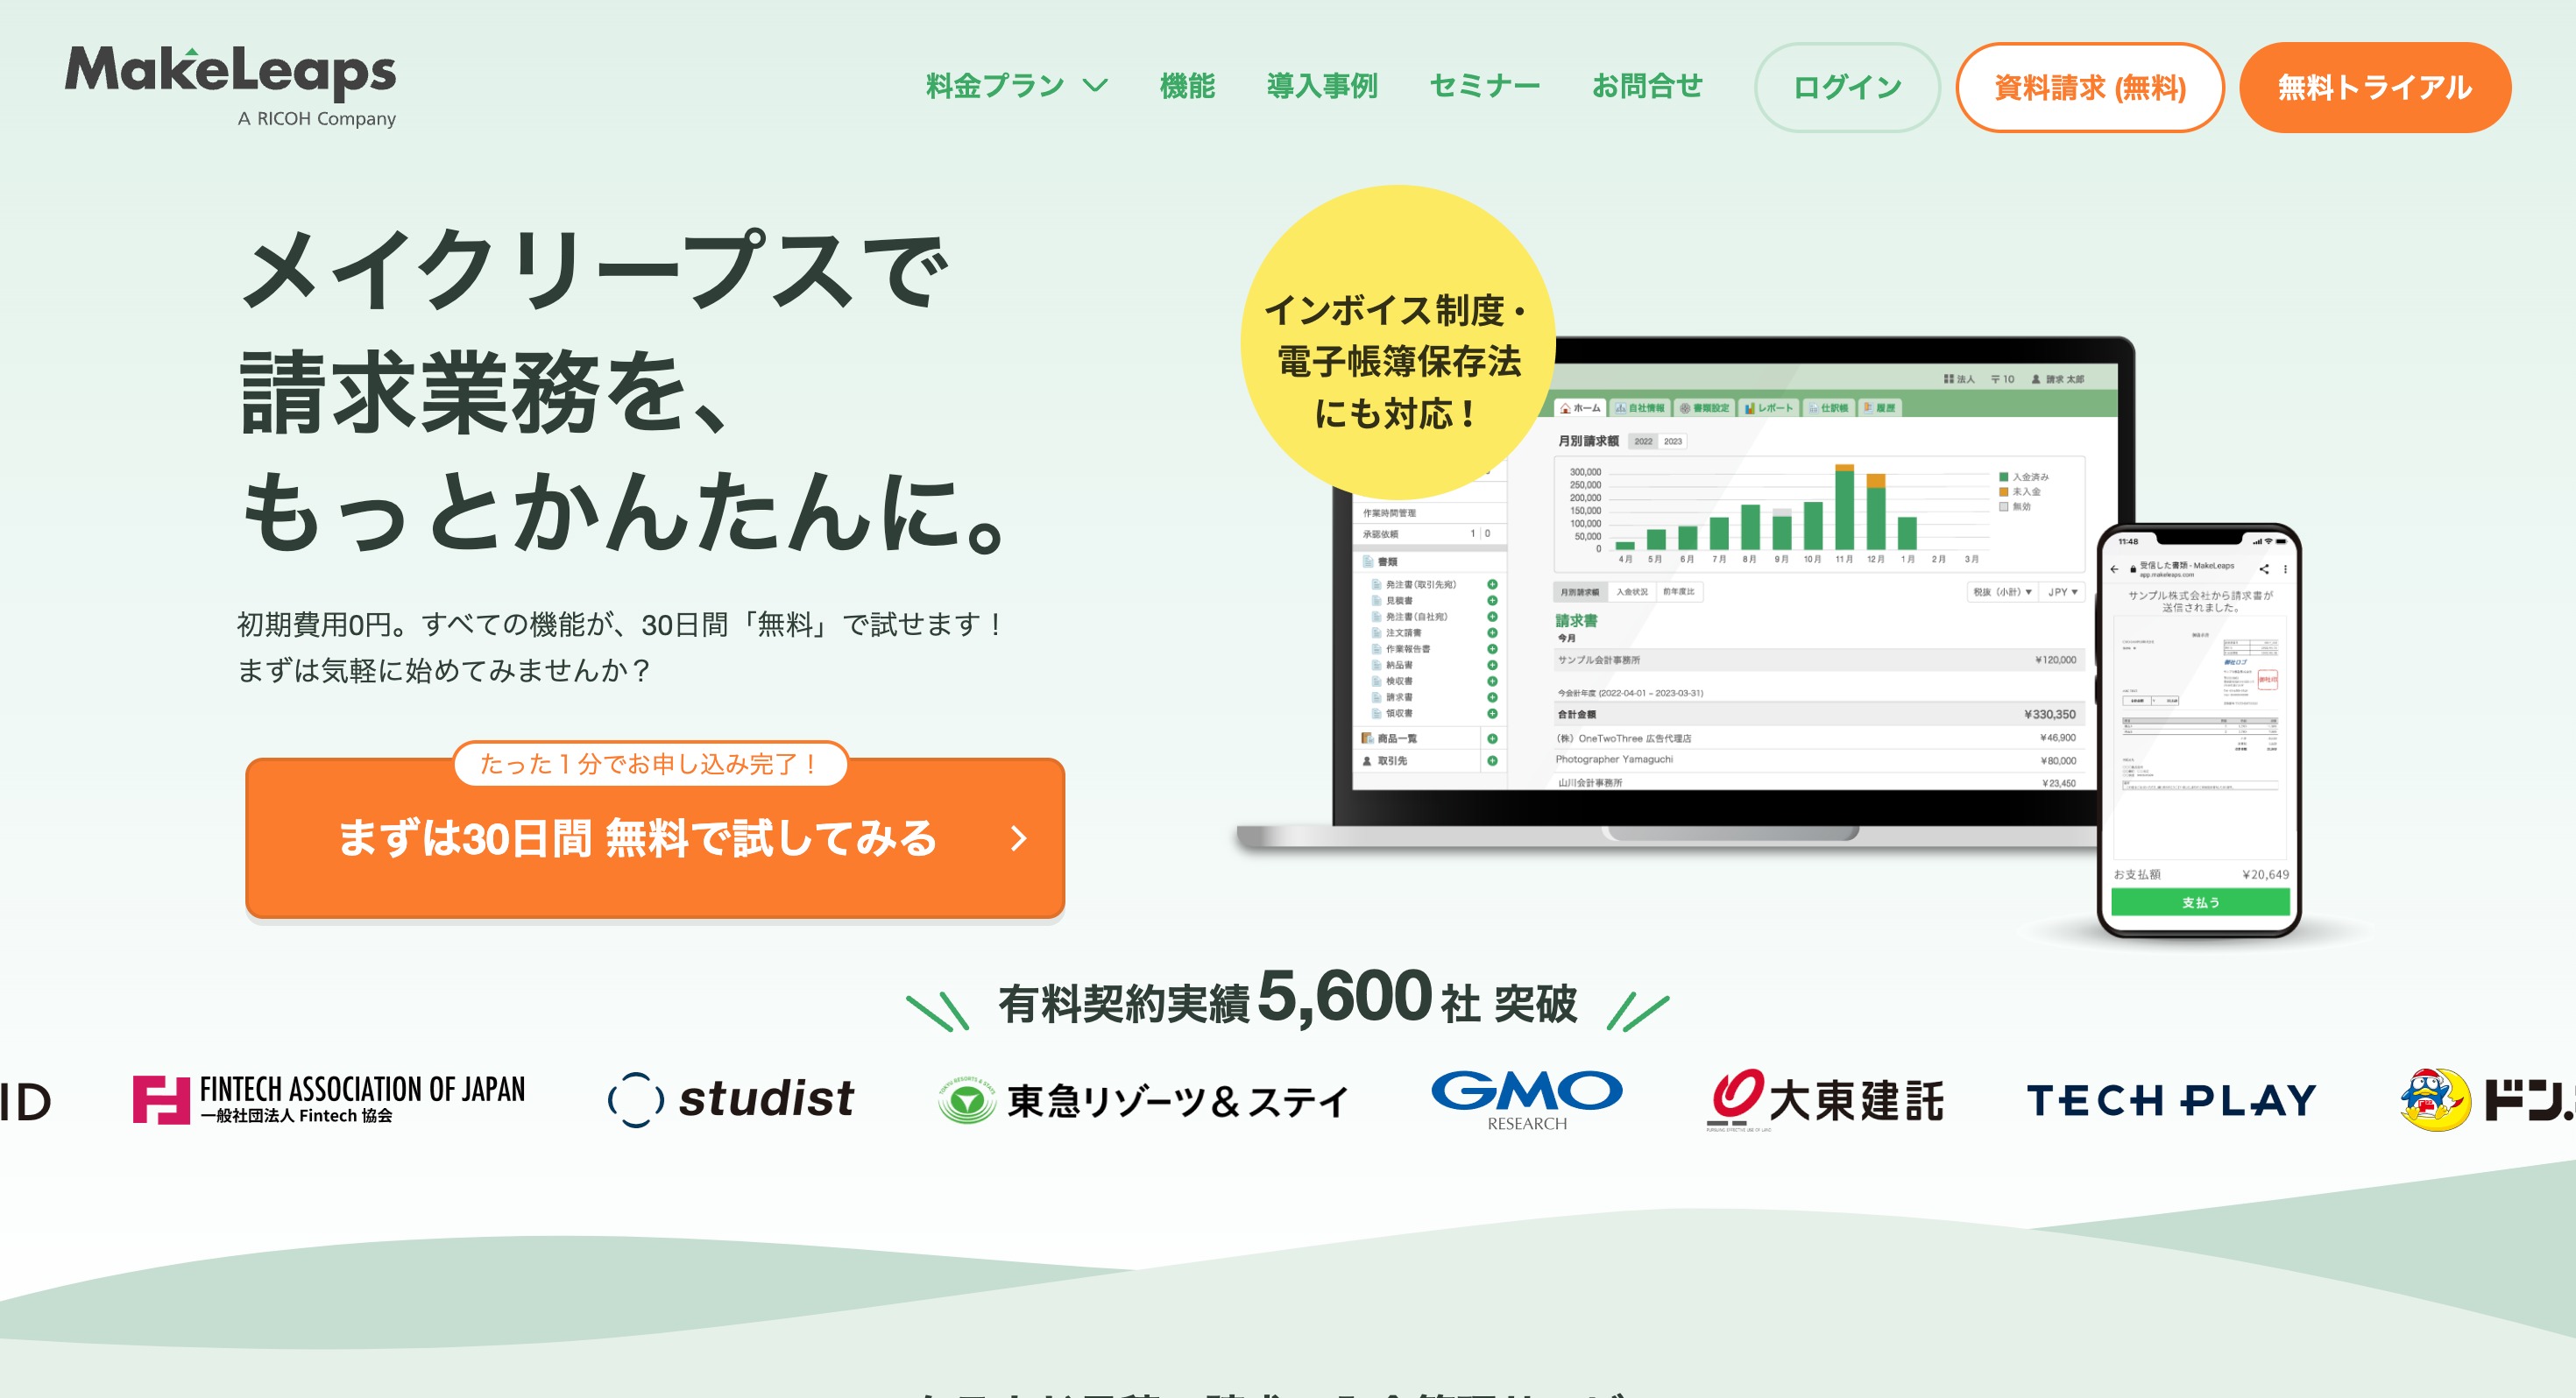 MakeLeaps
A RICOH Company
料金プラン
機能
導入事例
セミナー
お問合せ
ログイン
資料請求 (無料)
無料トライアル
メイクリープスで
請求業務を、
もっとかんたんに。
初期費用0円。すべての機能が、30日間「無料」で試せます！
まずは気軽に始めてみませんか？
たった１分でお申し込み完了！
まずは30日間 無料で試してみる
インボイス制度・
電子帳簿保存法
にも対応！
法人 〒10 請求 太郎
ホーム 自社情報 書類設定 レポート 仕訳帳 履歴
月別請求額 2022 2023
300,000
250,000
200,000
150,000
100,000
50,000
0
4月 5月 6月 7月 8月 9月 10月 11月 12月 1月 2月 3月
入金済み
未入金
無効
作業時間管理
承認依頼 1 0
書類
発注書(取引先宛)
見積書
発注書(自社宛)
注文請書
作業報告書
納品書
検収書
請求書
領収書
商品一覧
取引先
月別請求額 入金状況 前年度比
税抜（小計）▼ JPY ▼
請求書
今月
サンプル会計事務所 ¥120,000
今会計年度 (2022-04-01 – 2023-03-31)
合計金額 ¥330,350
（株）OneTwoThree 広告代理店 ¥46,900
Photographer Yamaguchi ¥80,000
山川会計事務所 ¥23,450
11:48
受信した書類 - MakeLeaps
app.makeleaps.com
サンプル株式会社から請求書が
送信されました。
御社ロゴ
お支払額 ¥20,649
支払う
有料契約実績5,600社 突破
ID
FINTECH ASSOCIATION OF JAPAN
一般社団法人 Fintech 協会
studist
東急リゾーツ＆ステイ
GMO
RESEARCH
大東建託
TECH PLAY
ドン.